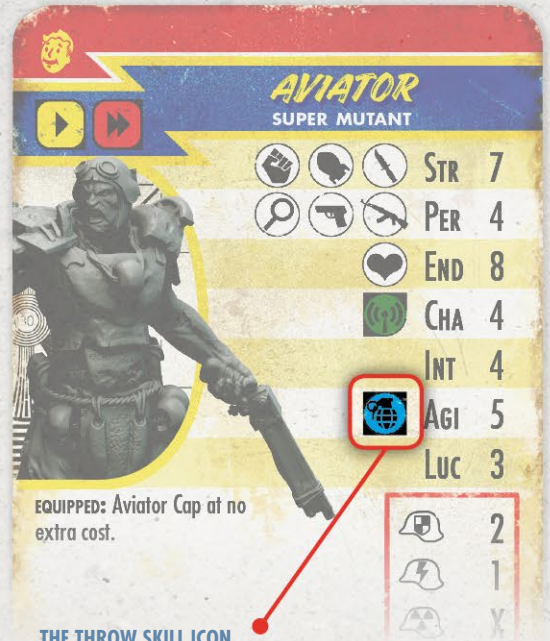 AVIATOR
SUPER MUTANT
STR 7
PER 4
END 8
CHA 4
INT 4
AGI 5
LUC 3
EQUIPPED: Aviator Cap at no
extra cost.
2
1
X
THE THROW SKILL ICON